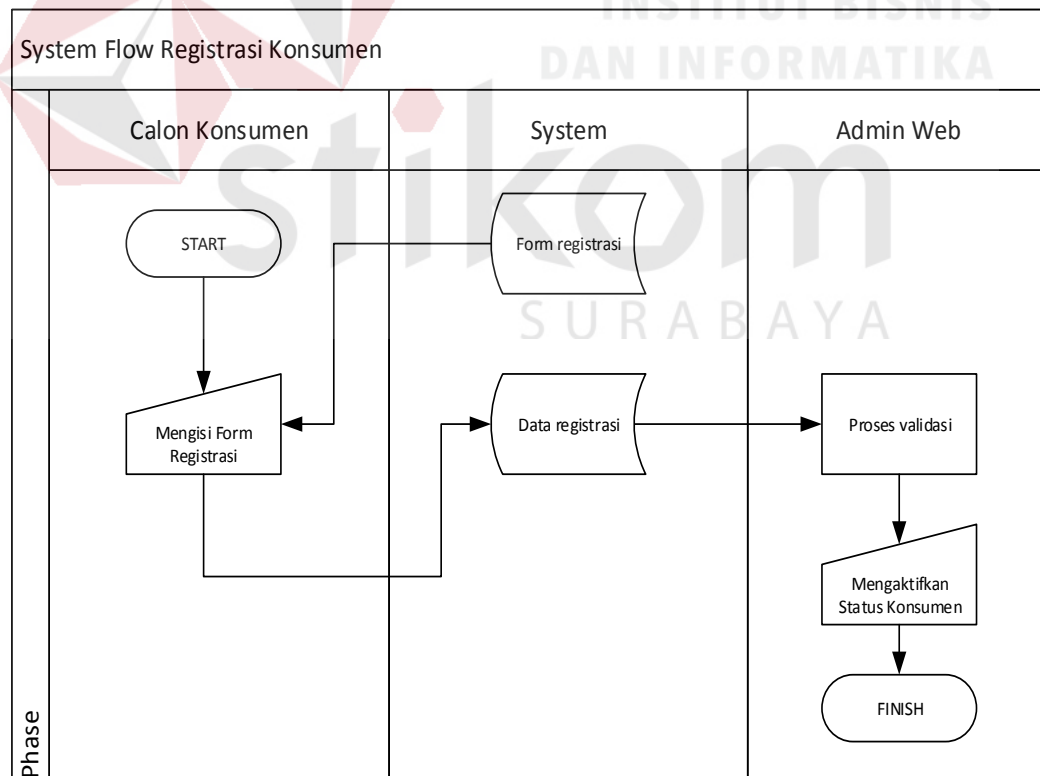 INSTITUT BISNIS
DAN INFORMATIKA
stikom
SURABAYA
System Flow Registrasi Konsumen
Calon Konsumen
System
Admin Web
START
Form registrasi
Mengisi Form
Registrasi
Data registrasi
Proses validasi
Mengaktifkan
Status Konsumen
FINISH
Phase